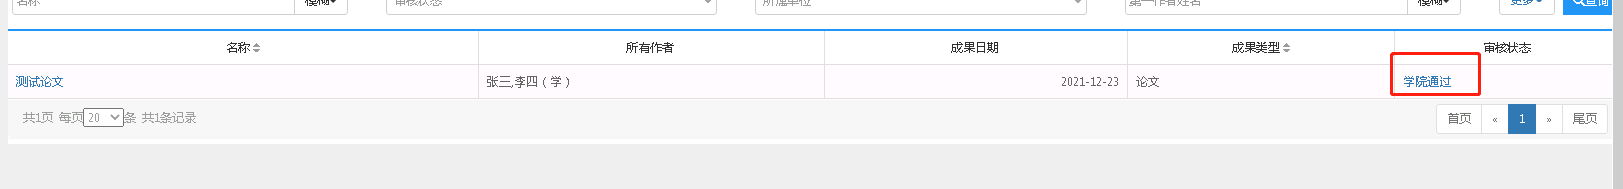 名称 模糊 审核状态 所属单位 第一作者姓名 模糊 更多 查询
名称 所有作者 成果日期 成果类型 审核状态
测试论文 张三,李四（学） 2021-12-23 论文 学院通过
共1页 每页 20 条 共1条记录 首页 « 1 » 尾页